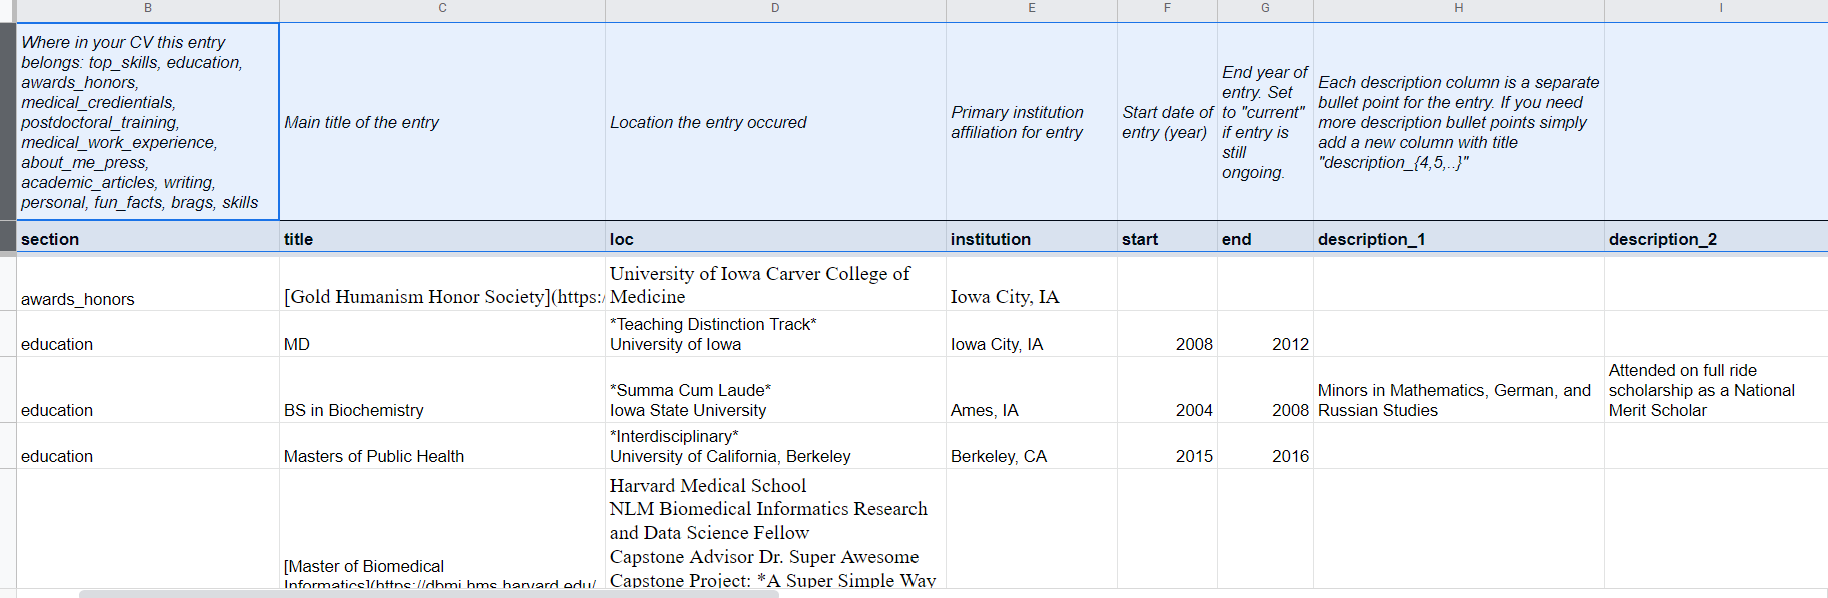 B C D E F G H I
Where in your CV this entry
belongs: top_skills, education,
awards_honors,
medical_credentials,
postdoctoral_training,
medical_work_experience,
about_me_press,
academic_articles, writing,
personal, fun_facts, brags, skills
Main title of the entry
Location the entry occured
Primary institution
affiliation for entry
Start date of
entry (year)
End year of
entry. Set
to "current"
if entry is
still
ongoing.
Each description column is a separate
bullet point for the entry. If you need
more description bullet points simply
add a new column with title
"description_{4,5,..}"
section title loc institution start end description_1 description_2
awards_honors
[Gold Humanism Honor Society](https:/
University of Iowa Carver College of
Medicine
Iowa City, IA
education
MD
*Teaching Distinction Track*
University of Iowa
Iowa City, IA
2008
2012
education
BS in Biochemistry
*Summa Cum Laude*
Iowa State University
Ames, IA
2004
2008
Minors in Mathematics, German, and
Russian Studies
Attended on full ride
scholarship as a National
Merit Scholar
education
Masters of Public Health
*Interdisciplinary*
University of California, Berkeley
Berkeley, CA
2015
2016
[Master of Biomedical
Informatics](https://dbmi.hms.harvard.edu/
Harvard Medical School
NLM Biomedical Informatics Research
and Data Science Fellow
Capstone Advisor Dr. Super Awesome
Capstone Project: *A Super Simple Way